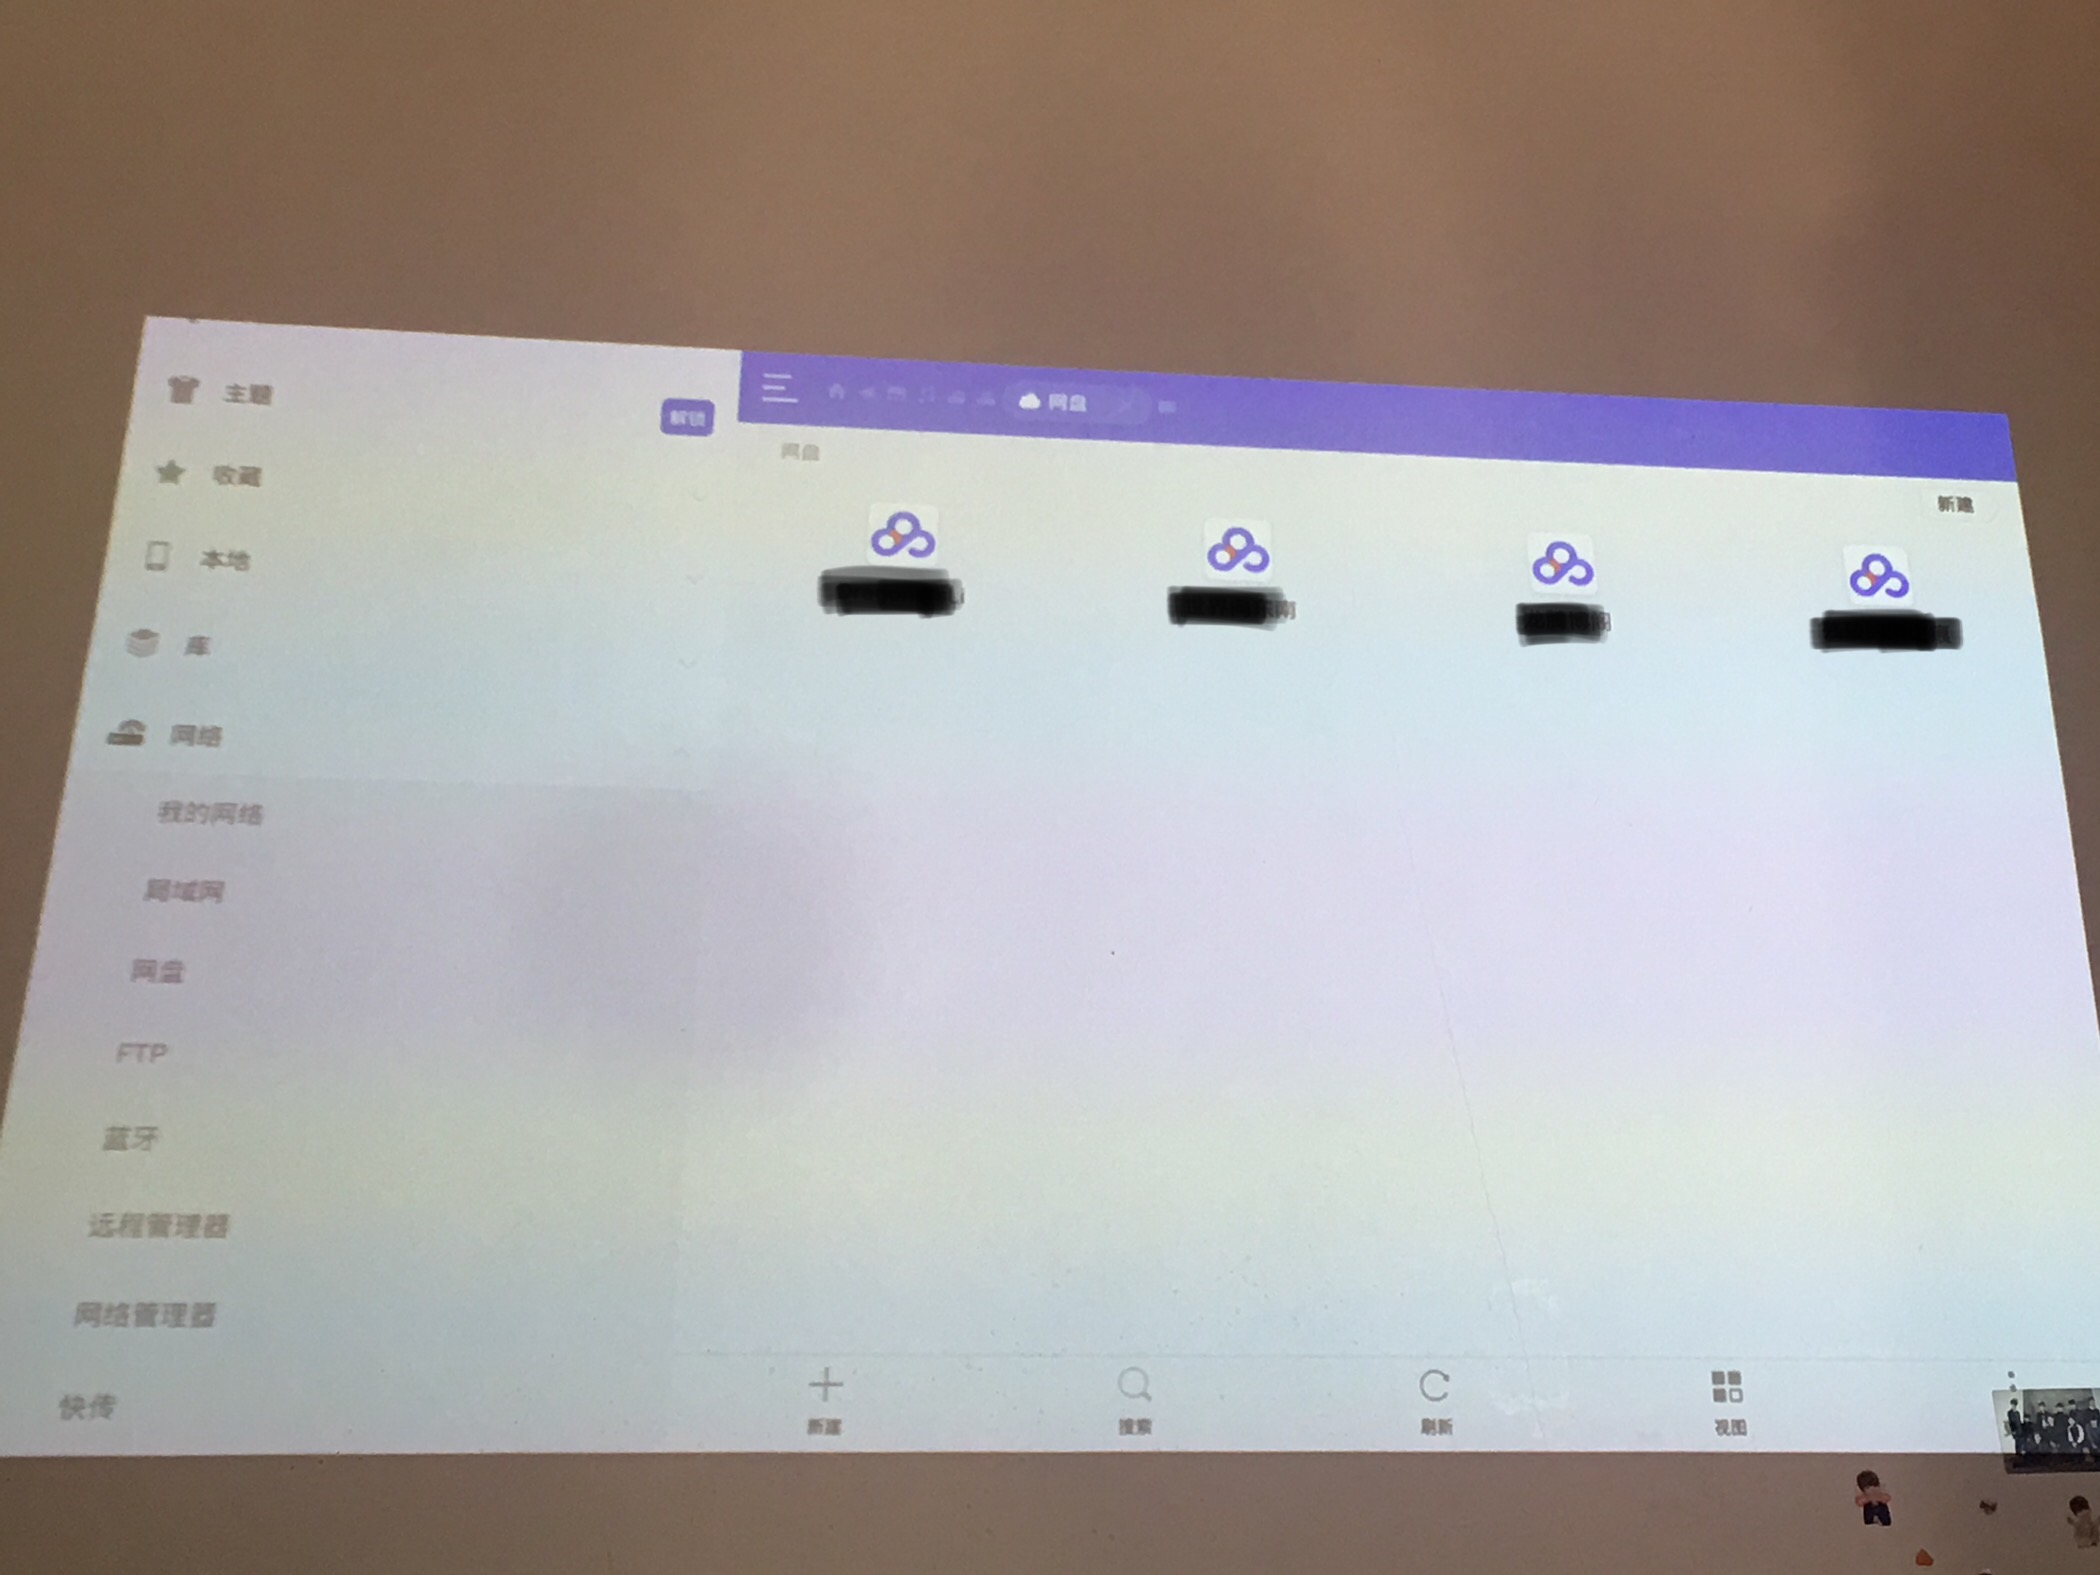 主题
解锁
收藏
本地
库
网络
我的网络
局域网
网盘
FTP
蓝牙
远程管理器
网络管理器
快传
网盘
网盘
新建
新建
搜索
刷新
视图